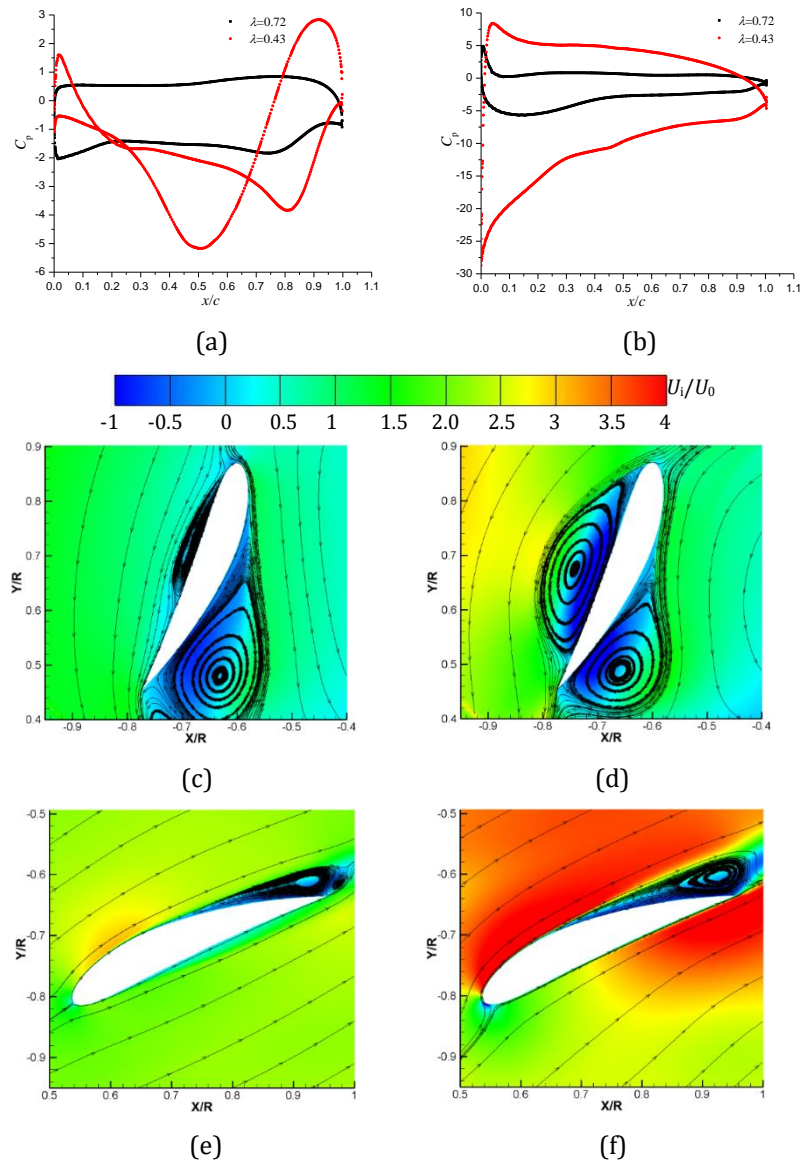 λ=0.72
λ=0.43
3
2
1
0
-1
-2
-3
-4
-5
-6
Cp
0.0 0.1 0.2 0.3 0.4 0.5 0.6 0.7 0.8 0.9 1.0 1.1
x/c
(a)
λ=0.72
λ=0.43
10
5
0
-5
-10
-15
-20
-25
-30
Cp
0.0 0.1 0.2 0.3 0.4 0.5 0.6 0.7 0.8 0.9 1.0 1.1
x/c
(b)
Ui/U0
-1 -0.5 0 0.5 1 1.5 2.0 2.5 3 3.5 4
0.9
0.8
0.7
0.6
0.5
0.4
Y/R
-0.9 -0.8 -0.7 -0.6 -0.5 -0.4
X/R
(c)
0.9
0.8
0.7
0.6
0.5
0.4
Y/R
-0.9 -0.8 -0.7 -0.6 -0.5 -0.4
X/R
(d)
-0.5
-0.6
-0.7
-0.8
-0.9
Y/R
0.5 0.6 0.7 0.8 0.9 1
X/R
(e)
-0.5
-0.6
-0.7
-0.8
-0.9
Y/R
0.5 0.6 0.7 0.8 0.9 1
X/R
(f)